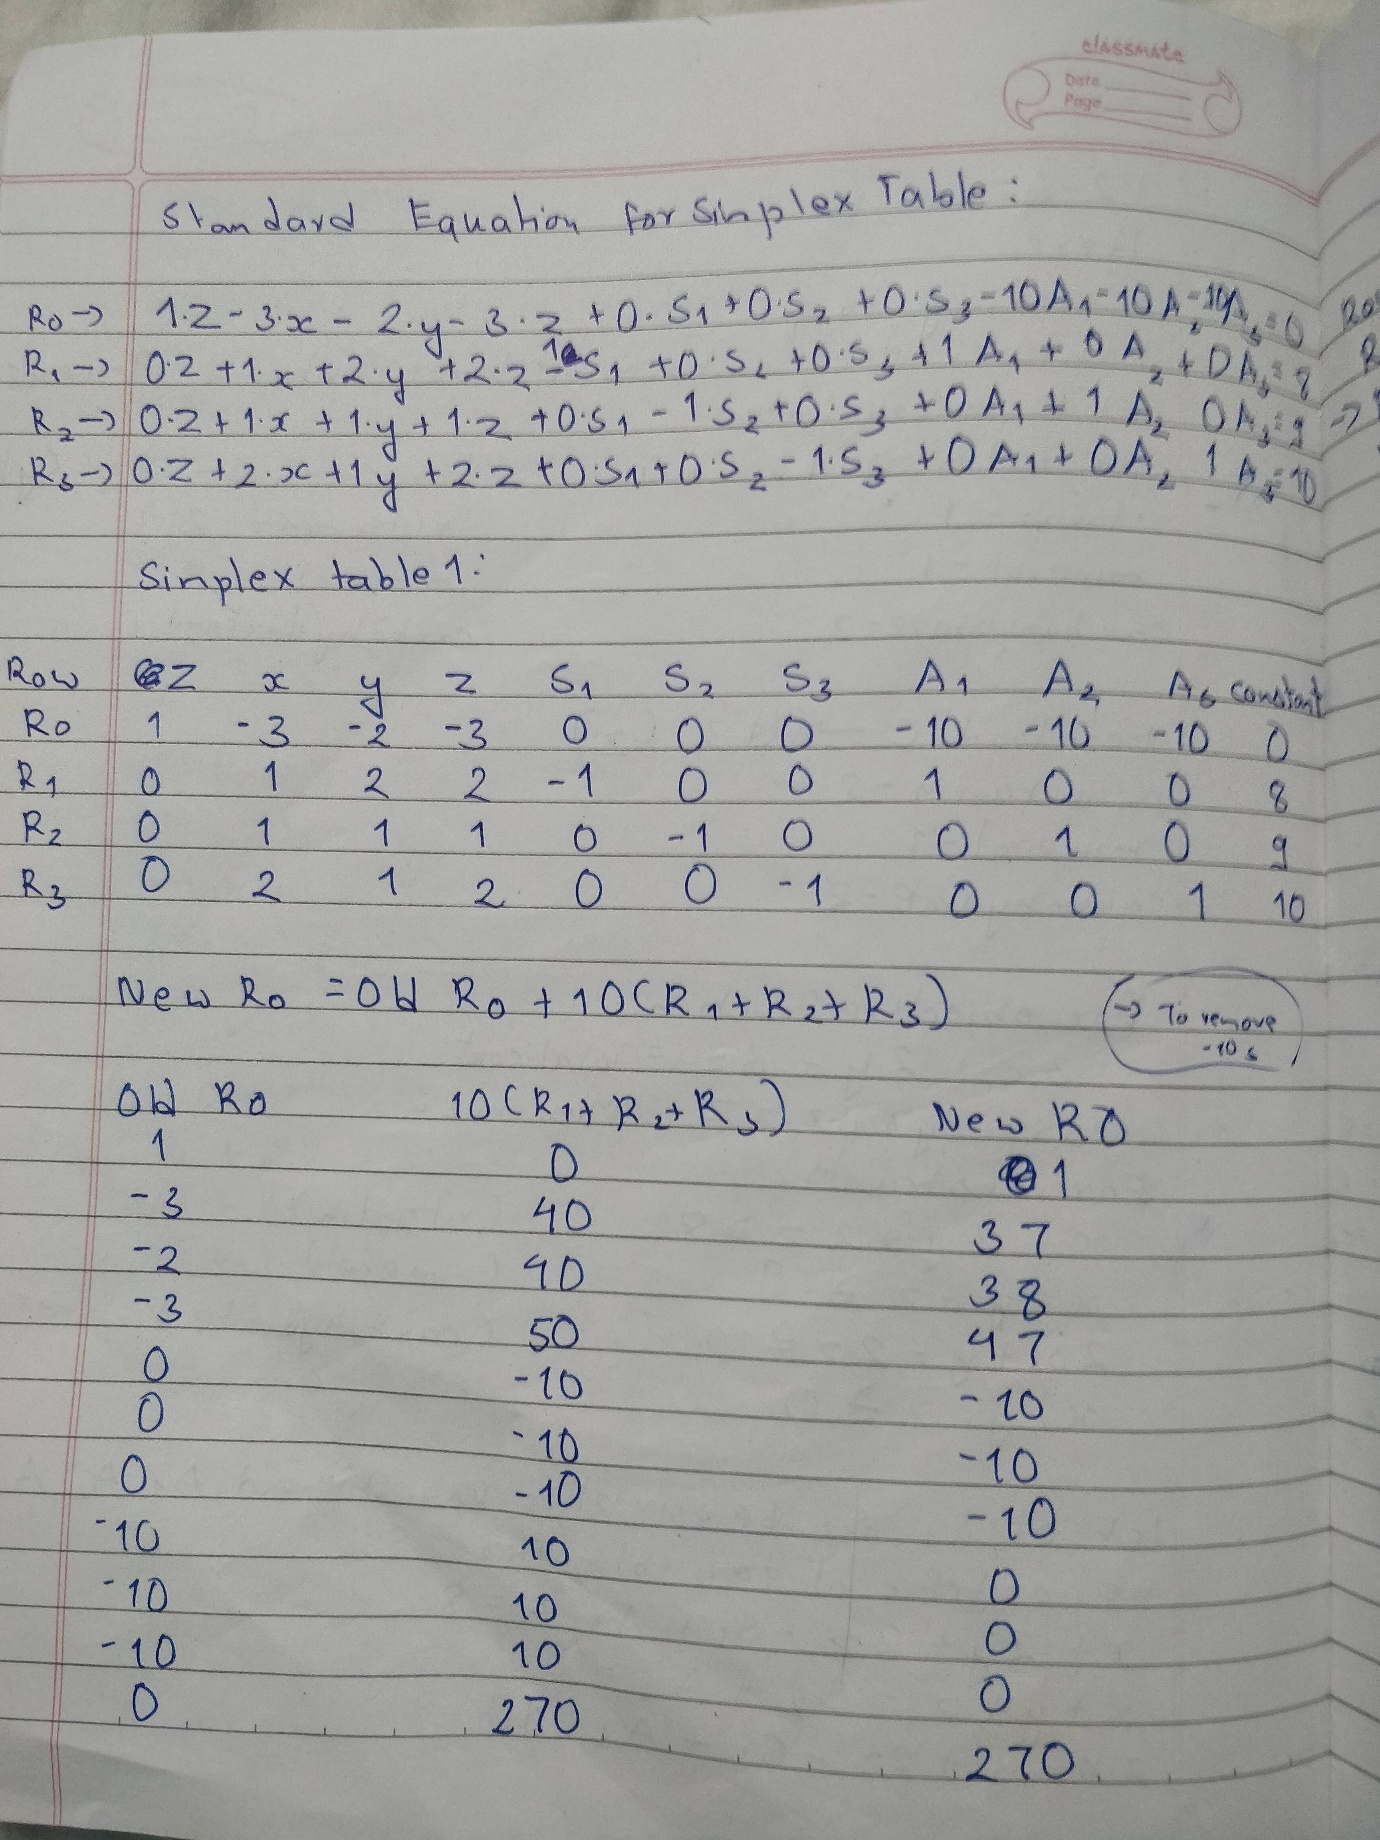 classmate
Date
Page
Standard Equation for Sinplex Table:
R0→ 1.Z - 3.x - 2.y - 3.z + 0.S1 + 0.S2 + 0.S3 - 10A1 - 10A2 - 10A3 = 0
R1→ 0.Z + 1.x + 2.y + 2.z - 1S1 + 0.S2 + 0.S3 + 1A1 + 0A2 + 0A3 = 8
R2→ 0.Z + 1.x + 1.y + 1.z + 0.S1 - 1.S2 + 0.S3 + 0A1 + 1A2 0A3 = 9 →
R3→ 0.Z + 2.x + 1y + 2.z + 0.S1 + 0.S2 - 1.S3 + 0A1 + 0A2 1A3 = 10
Sinplex table 1:
Row Z x y z S1 S2 S3 A1 A2 A3 constant
R0 1 -3 -2 -3 0 0 0 -10 -10 -10 0
R1 0 1 2 2 -1 0 0 1 0 0 8
R2 0 1 1 1 0 -1 0 0 1 0 9
R3 0 2 1 2 0 0 -1 0 0 1 10
New R0 = Old R0 + 10(R1 + R2 + R3)
→ To remove
-10s
Old R0 10(R1 + R2 + R3) New R0
1 0 1
-3 40 37
-2 40 38
-3 50 47
0 -10 -10
0 -10 -10
0 -10 -10
-10 10 0
-10 10 0
-10 10 0
0 270 270